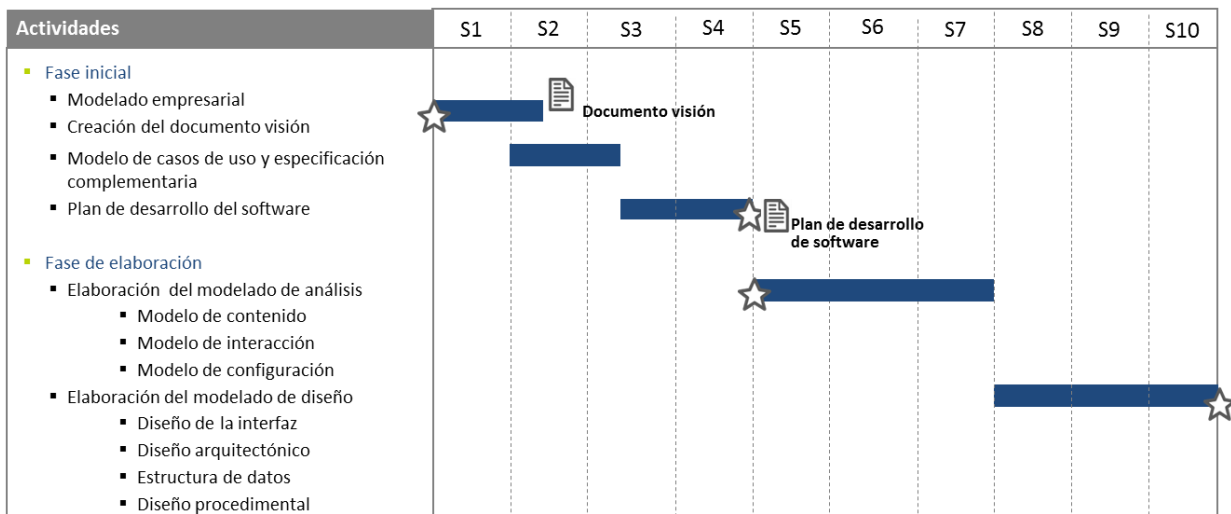 Actividades S1 S2 S3 S4 S5 S6 S7 S8 S9 S10
Fase inicial
Modelado empresarial
Creación del documento visión
Documento visión
Modelo de casos de uso y especificación
complementaria
Plan de desarrollo del software
Plan de desarrollo
de software
Fase de elaboración
Elaboración del modelado de análisis
Modelo de contenido
Modelo de interacción
Modelo de configuración
Elaboración del modelado de diseño
Diseño de la interfaz
Diseño arquitectónico
Estructura de datos
Diseño procedimental